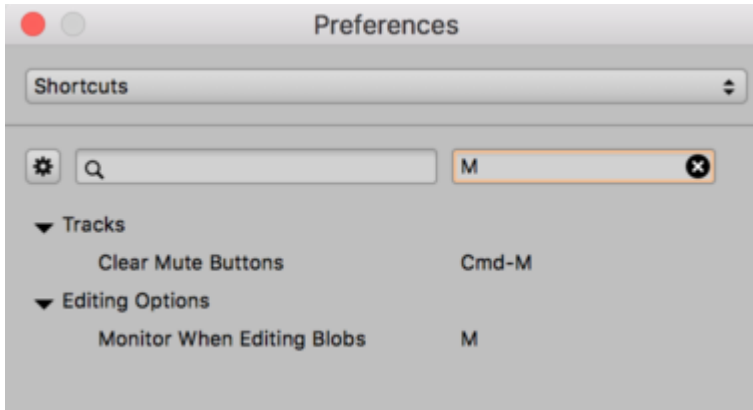 Preferences
Shortcuts
M
Tracks
Clear Mute Buttons Cmd-M
Editing Options
Monitor When Editing Blobs M